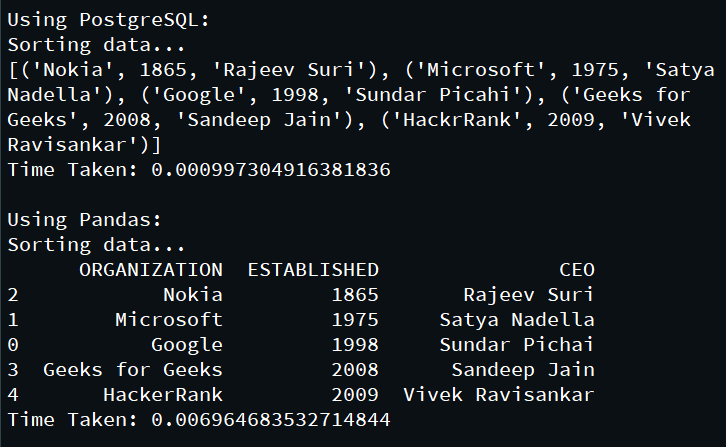 Using PostgreSQL:
Sorting data...
[('Nokia', 1865, 'Rajeev Suri'), ('Microsoft', 1975, 'Satya
Nadella'), ('Google', 1998, 'Sundar Picahi'), ('Geeks for
Geeks', 2008, 'Sandeep Jain'), ('HackrRank', 2009, 'Vivek
Ravisankar')]
Time Taken: 0.000997304916381836

Using Pandas:
Sorting data...
      ORGANIZATION  ESTABLISHED               CEO
2            Nokia         1865       Rajeev Suri
1        Microsoft         1975     Satya Nadella
0           Google         1998     Sundar Pichai
3  Geeks for Geeks         2008      Sandeep Jain
4       HackerRank         2009  Vivek Ravisankar
Time Taken: 0.006964683532714844